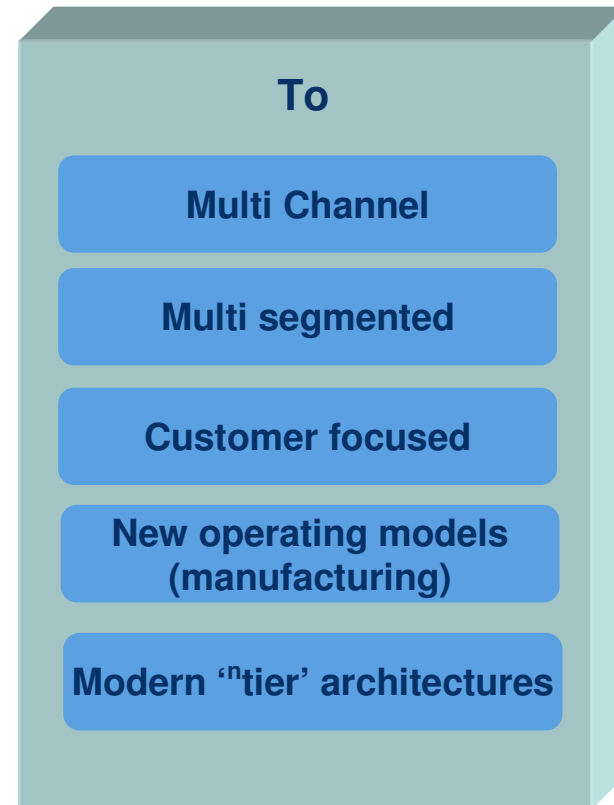 To
Multi Channel
Multi segmented
Customer focused
New operating models
(manufacturing)
Modern ‘ⁿtier’ architectures